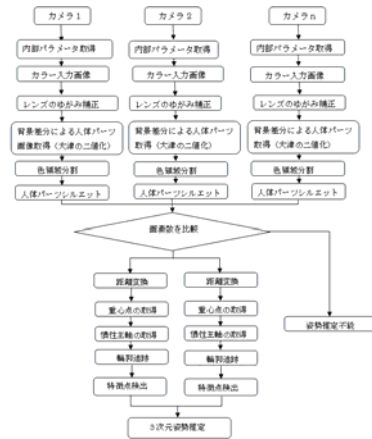 カメラ1
カメラ2
カメラn
内部パラメータ取得
内部パラメータ取得
内部パラメータ取得
カラー入力画像
カラー入力画像
カラー入力画像
レンズのゆがみ補正
レンズのゆがみ補正
レンズのゆがみ補正
背景差分による人体パーツ
画像取得(大津の二値化)
背景差分による人体パーツ
取得(大津の二値化)
背景差分による人体パーツ
取得(大津の二値化)
色領域分割
色領域分割
色領域分割
人体パーツシルエット
人体パーツシルエット
人体パーツシルエット
画素数を比較
距離変換
距離変換
重心点の取得
重心点の取得
姿勢推定不能
慣性主軸の取得
慣性主軸の取得
輪郭追跡
輪郭追跡
特徴点検出
特徴点検出
3次元姿勢推定